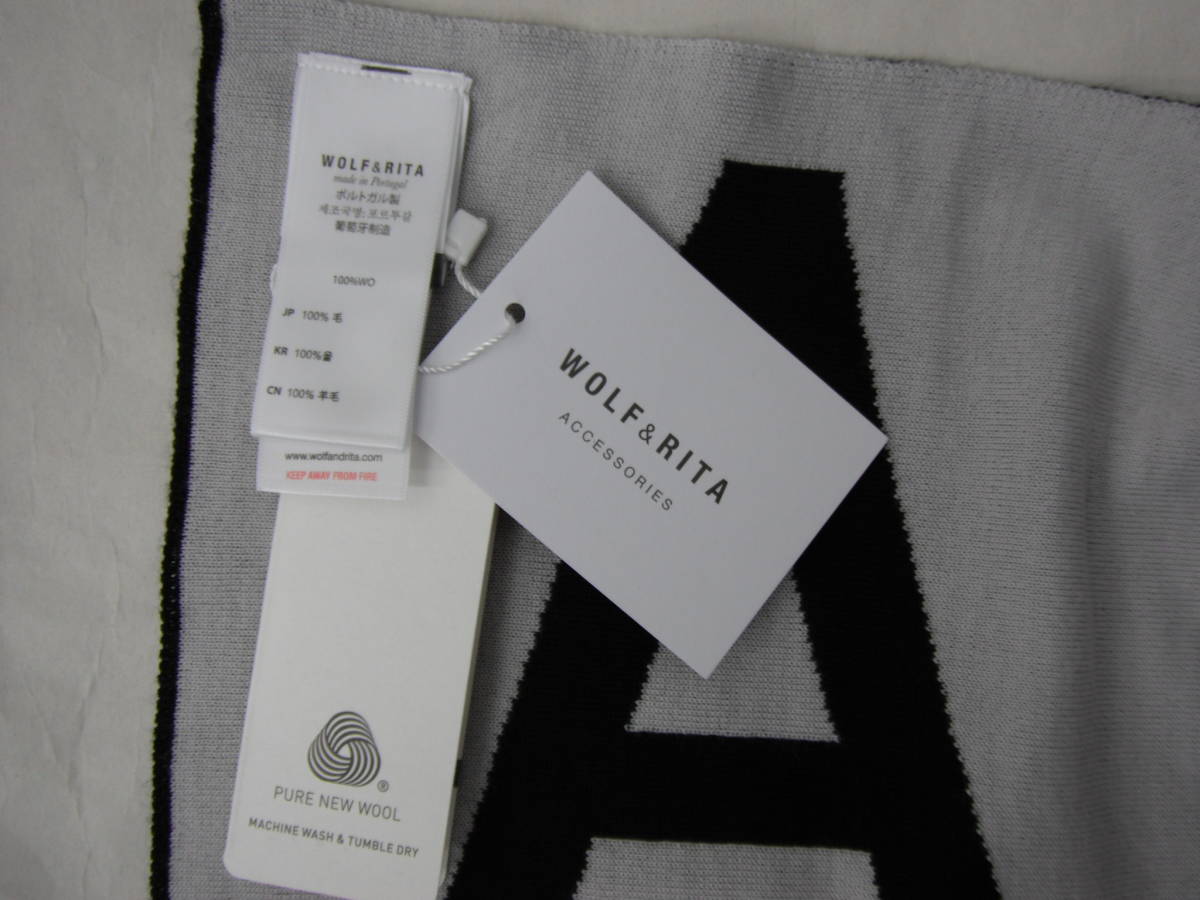 WOLF&RITA
made in Portugal
ポルトガル製
제조국명: 포르투갈
葡萄牙制造
100%WO
JP 100% 毛
KR 100%울
CN 100% 羊毛
www.wolfandrita.com
KEEP AWAY FROM FIRE
WOLF&RITA
ACCESSORIES
PURE NEW WOOL
MACHINE WASH & TUMBLE DRY
A